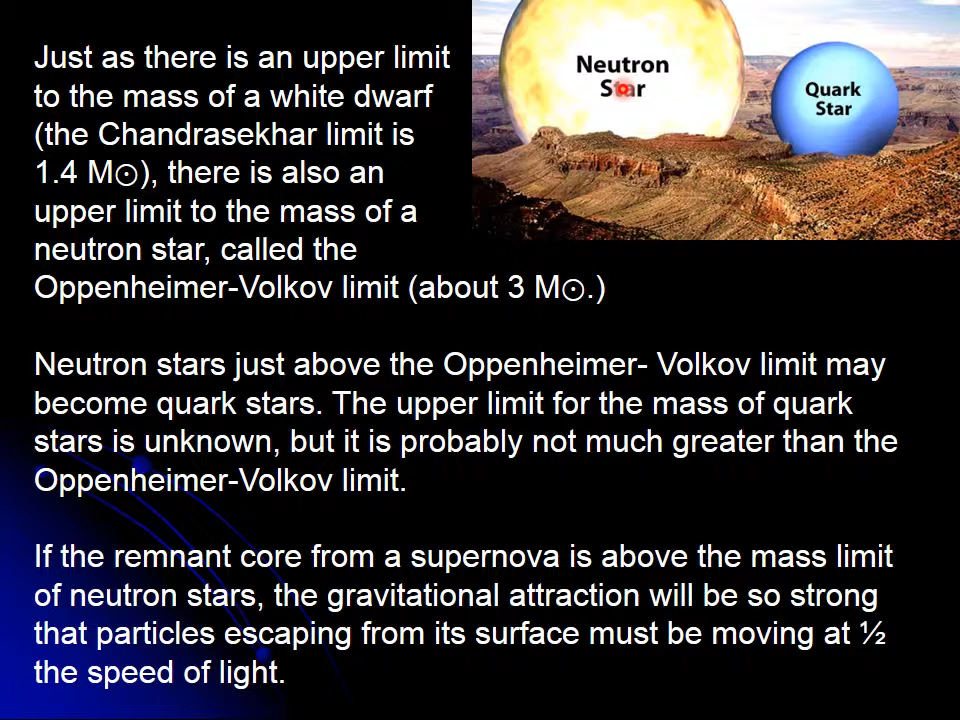 Just as there is an upper limit
to the mass of a white dwarf
(the Chandrasekhar limit is
1.4 M⊙), there is also an
upper limit to the mass of a
neutron star, called the
Oppenheimer-Volkov limit (about 3 M⊙.)
Neutron
Star
Quark
Star
Neutron stars just above the Oppenheimer- Volkov limit may
become quark stars. The upper limit for the mass of quark
stars is unknown, but it is probably not much greater than the
Oppenheimer-Volkov limit.
If the remnant core from a supernova is above the mass limit
of neutron stars, the gravitational attraction will be so strong
that particles escaping from its surface must be moving at ½
the speed of light.